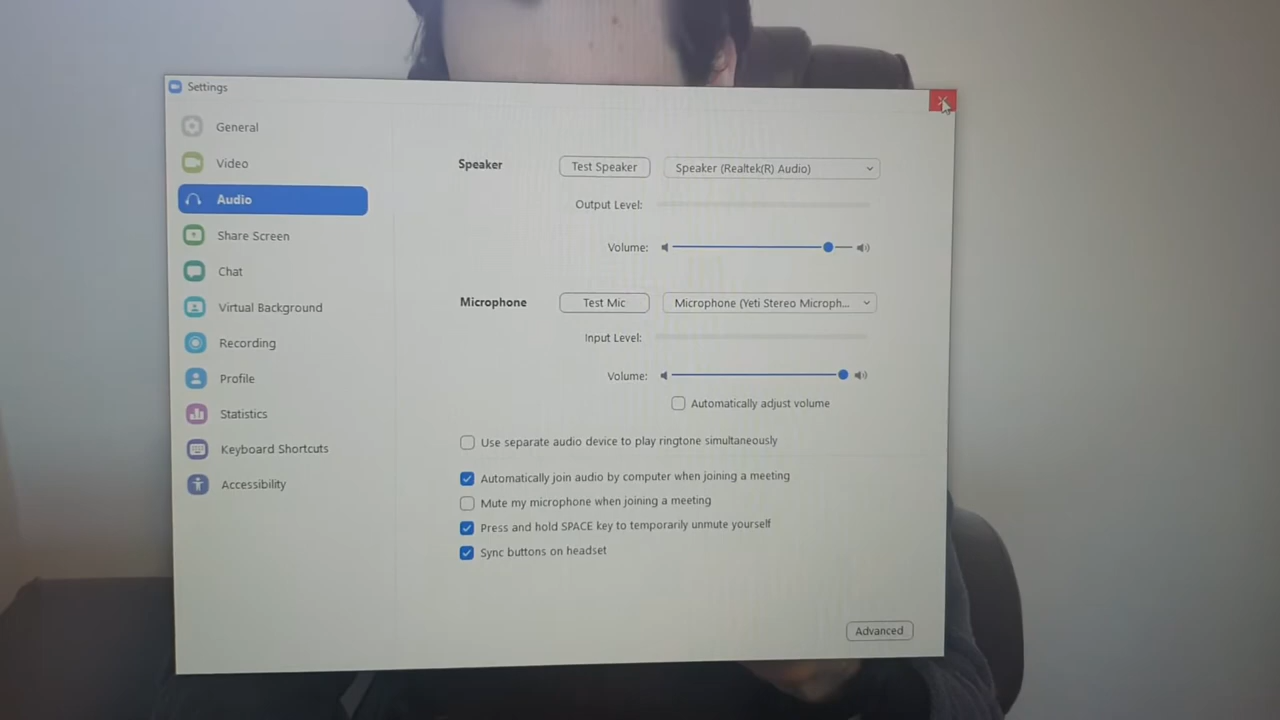 Settings
General
Video
Audio
Share Screen
Chat
Virtual Background
Recording
Profile
Statistics
Keyboard Shortcuts
Accessibility
Speaker
Test Speaker
Speaker (Realtek(R) Audio)
Output Level:
Volume:
Microphone
Test Mic
Microphone (Yeti Stereo Microph...
Input Level:
Volume:
Automatically adjust volume
Use separate audio device to play ringtone simultaneously
Automatically join audio by computer when joining a meeting
Mute my microphone when joining a meeting
Press and hold SPACE key to temporarily unmute yourself
Sync buttons on headset
Advanced